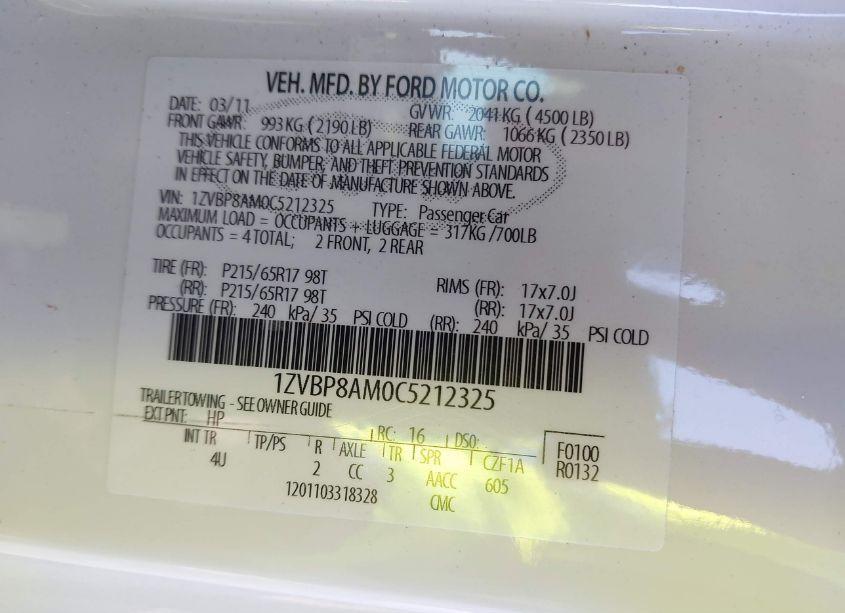 VEH. MFD. BY FORD MOTOR CO.
DATE: 03/11 GVWR: 2041 KG ( 4500 LB)
FRONT GAWR: 993 KG ( 2190 LB) REAR GAWR: 1066 KG ( 2350 LB)
THIS VEHICLE CONFORMS TO ALL APPLICABLE FEDERAL MOTOR
VEHICLE SAFETY, BUMPER, AND THEFT PREVENTION STANDARDS
IN EFFECT ON THE DATE OF MANUFACTURE SHOWN ABOVE.
VIN: 1ZVBP8AM0C5212325 TYPE: Passenger Car
MAXIMUM LOAD = OCCUPANTS + LUGGAGE = 317KG /700LB
OCCUPANTS = 4 TOTAL; 2 FRONT, 2 REAR
TIRE (FR): P215/65R17 98T RIMS (FR): 17x7.0J
(RR): P215/65R17 98T (RR): 17x7.0J
PRESSURE (FR): 240 kPa/ 35 PSI COLD (RR): 240 kPa/ 35 PSI COLD
1ZVBP8AM0C5212325
TRAILER TOWING - SEE OWNER GUIDE
EXT PNT: HP RC: 16 DSO: F0100
INT TR TP/PS R AXLE TR SPR CZF1A R0132
4U 2 CC 3 AACC 605
1201103318328 CMC